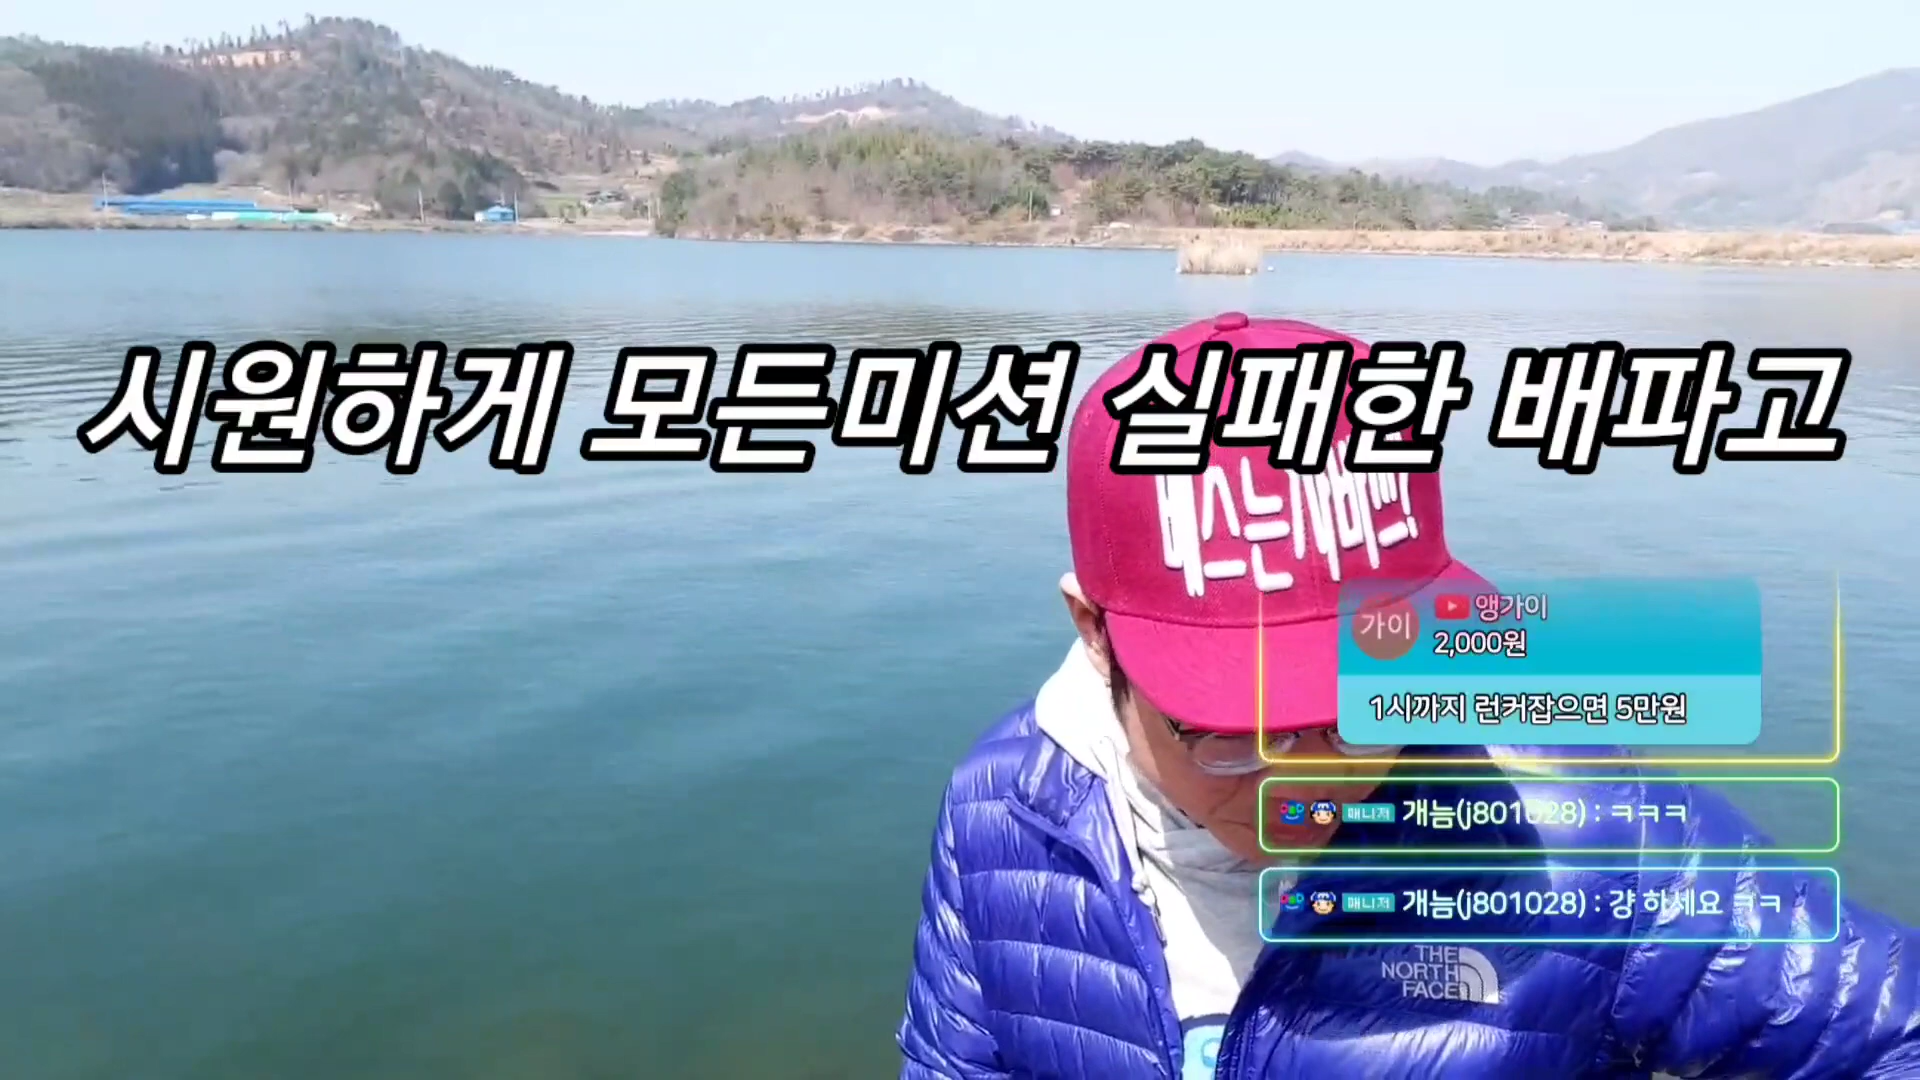 시원하게 모든미션 실패한 배파고
배스는
가이
앵가이
2,000원
1시까지 런커잡으면 5만원
매니저 개늠(j801028) : ㅋㅋㅋ
매니저 개늠(j801028) : 걍 하세요 ㅋㅋ
THE
NORTH
FACE